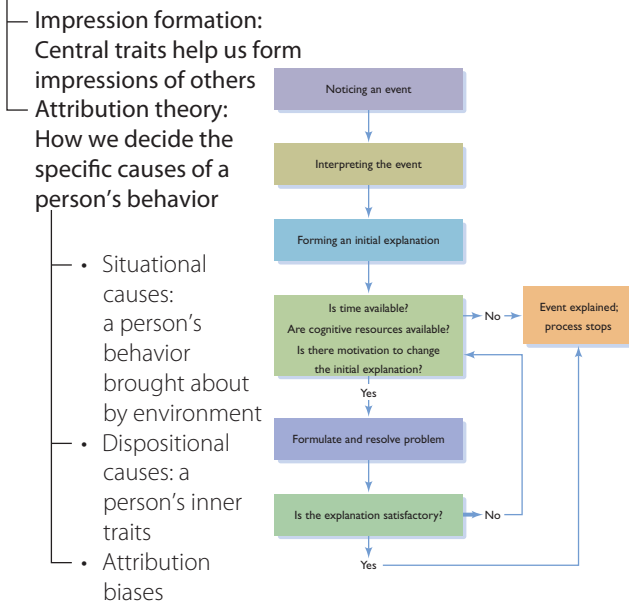 Impression formation:
Central traits help us form
impressions of others
Attribution theory:
How we decide the
specific causes of a
person's behavior
• Situational
causes:
a person's
behavior
brought about
by environment
• Dispositional
causes: a
person's inner
traits
• Attribution
biases
Noticing an event
Interpreting the event
Forming an initial explanation
Is time available?
Are cognitive resources available?
Is there motivation to change
the initial explanation?
No
Event explained;
process stops
Yes
Formulate and resolve problem
Is the explanation satisfactory?
No
Yes